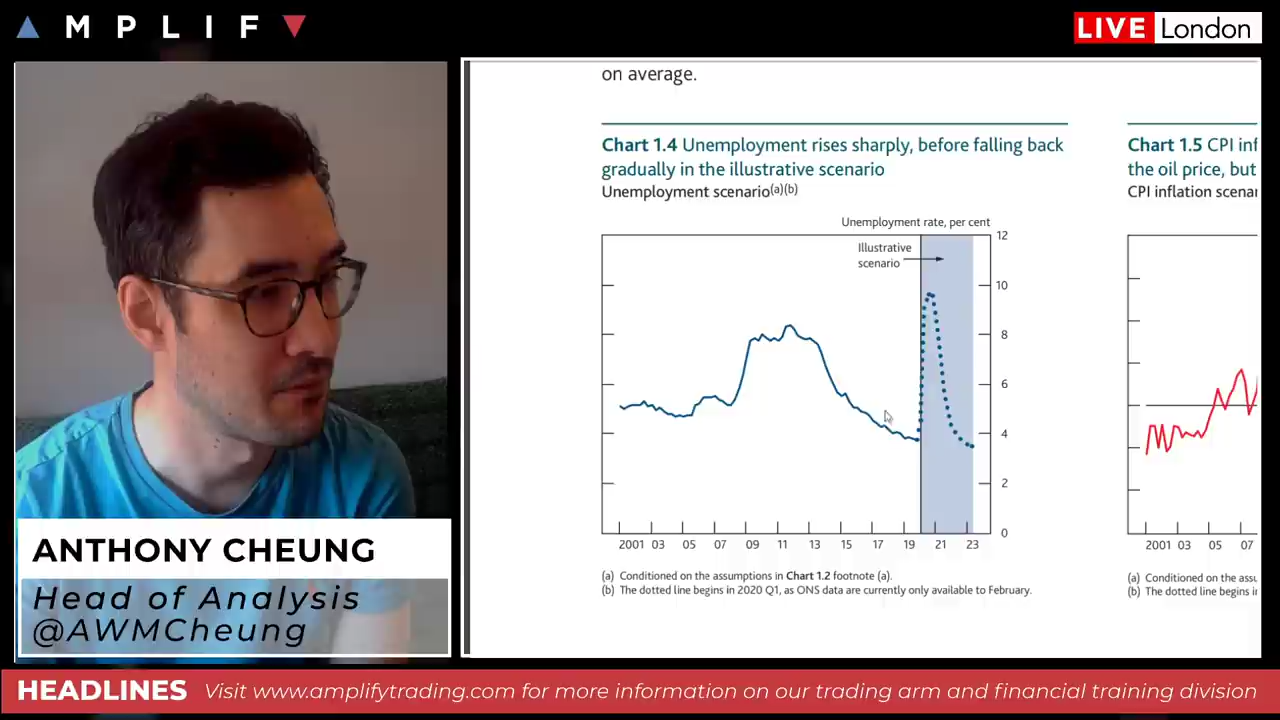 AMPLIFY
LIVE London
on average.
Chart 1.4 Unemployment rises sharply, before falling back
gradually in the illustrative scenario
Unemployment scenario(a)(b)
Unemployment rate, per cent
Illustrative
scenario
12
10
8
6
4
2
0
2001 03 05 07 09 11 13 15 17 19 21 23
(a) Conditioned on the assumptions in Chart 1.2 footnote (a).
(b) The dotted line begins in 2020 Q1, as ONS data are currently only available to February.
Chart 1.5 CPI inf
the oil price, but
CPI inflation scenar
2001 03 05 07
(a) Conditioned on the assu
(b) The dotted line begins i
ANTHONY CHEUNG
Head of Analysis
@AWMCheung
HEADLINES Visit www.amplifytrading.com for more information on our trading arm and financial training division